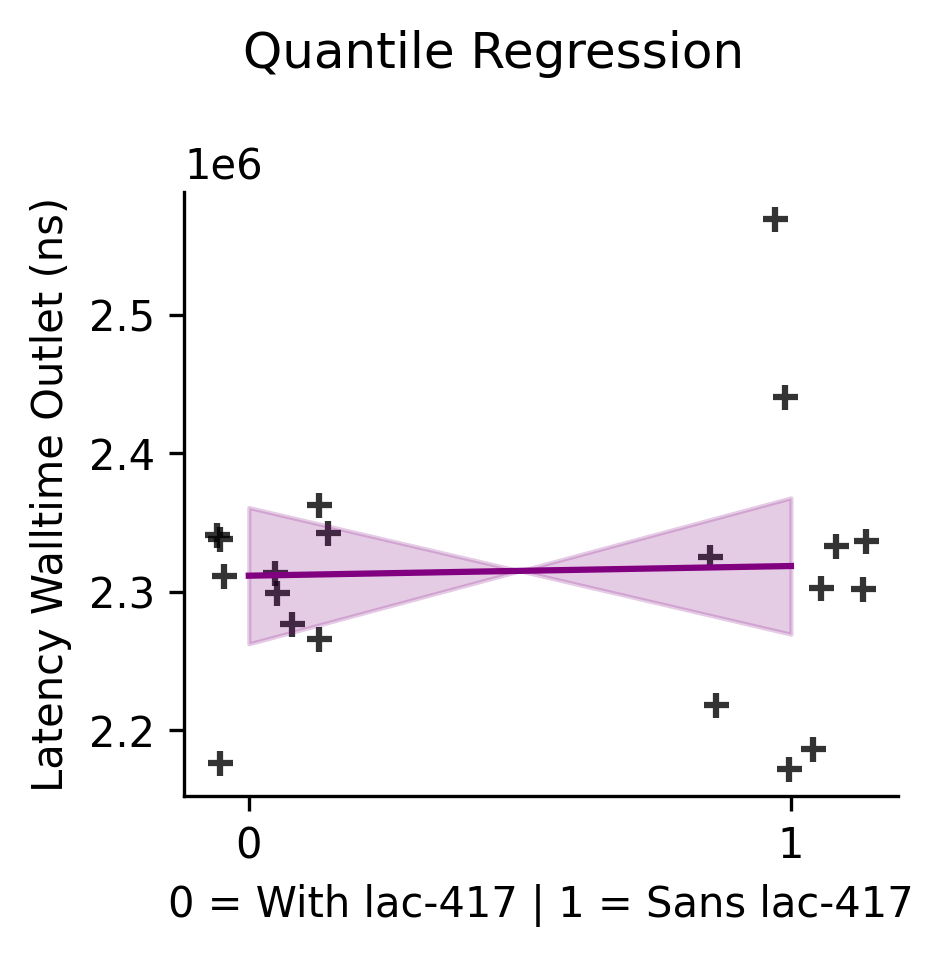 Quantile Regression
1e6
Latency Walltime Outlet (ns)
2.5
2.4
2.3
2.2
0
1
0 = With lac-417 | 1 = Sans lac-417